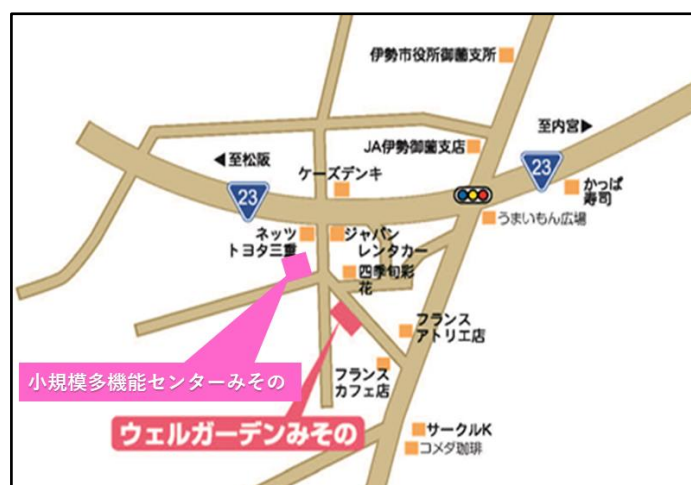 伊勢市役所御薗支所
至内宮▶
JA伊勢御薗支店
◀至松阪
23
ケーズデンキ
かっぱ
寿司
23
うまいもん広場
ネッツ
トヨタ三重
ジャパン
レンタカー
四季旬彩
花
フランス
アトリエ店
小規模多機能センターみその
フランス
カフェ店
ウェルガーデンみその
サークルK
コメダ珈琲